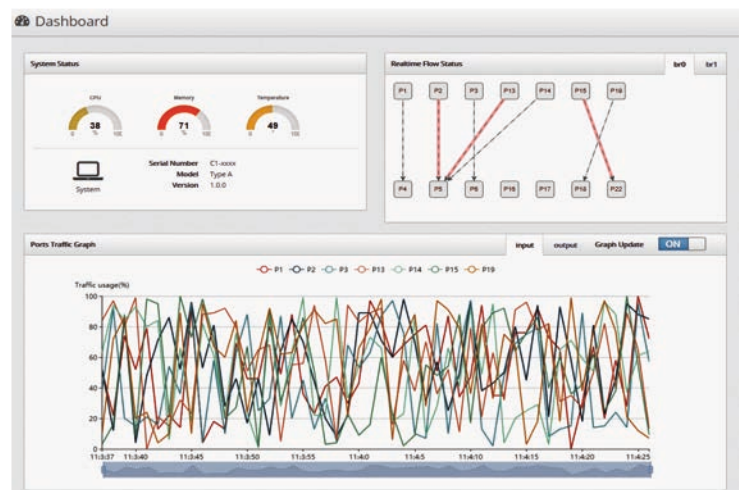 Dashboard
System Status
CPU Memory Temperature
38 71 49
0 % 100 0 % 100 0 100
System
Serial Number C1-xxxx
Model Type A
Version 1.0.0
Realtime Flow Status br0 br1
P1 P2 P3 P13 P14 P15 P19
P4 P5 P6 P16 P17 P18 P22
Ports Traffic Graph input output Graph Update ON
P1 P2 P3 P13 P14 P15 P19
Traffic usage(%)
100
80
60
40
20
0
11:3:37 11:3:40 11:3:45 11:3:50 11:3:55 11:4:0 11:4:5 11:4:10 11:4:15 11:4:20 11:4:25